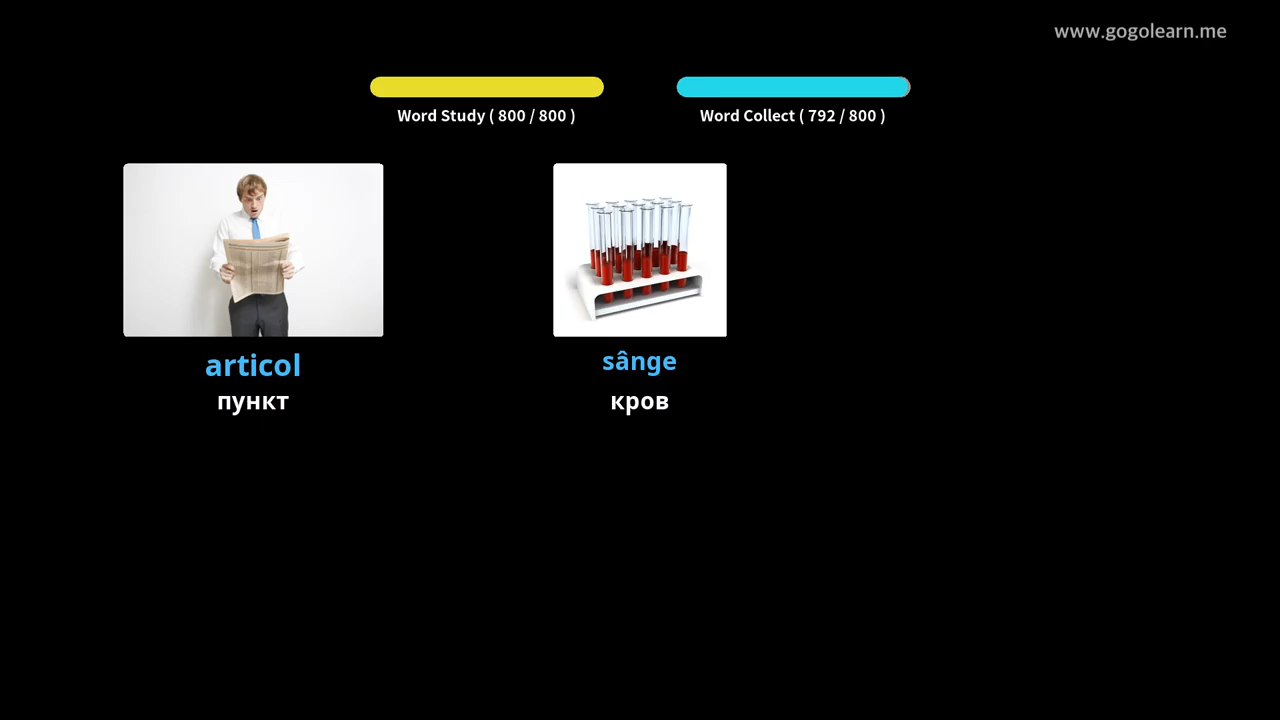 www.gogolearn.me
Word Study ( 800 / 800 )
Word Collect ( 792 / 800 )
articol
sânge
пункт
кров